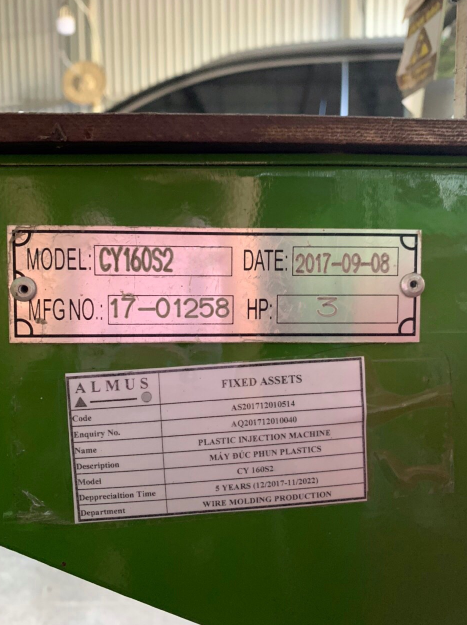 MODEL: CY160S2 DATE: 2017-09-08
MFG NO.: 17-01258 HP: 3
ALMUS FIXED ASSETS
Code AS201712010514
Enquiry No. AQ201712010040
Name PLASTIC INJECTION MACHINE
Description MÁY ĐÚC PHUN PLASTICS
Model CY 160S2
Deppreciation Time 5 YEARS (12/2017-11/2022)
Department WIRE MOLDING PRODUCTION